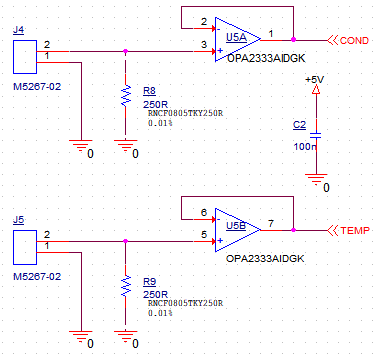 J4
2
1
M5267-02
0
R8
250R
RNCF0805TKY250R
0.01%
0
2
3
U5A
1
OPA2333AIDGK
COND
+5V
C2
100n
0
J5
2
1
M5267-02
0
R9
250R
RNCF0805TKY250R
0.01%
0
6
5
U5B
7
OPA2333AIDGK
TEMP